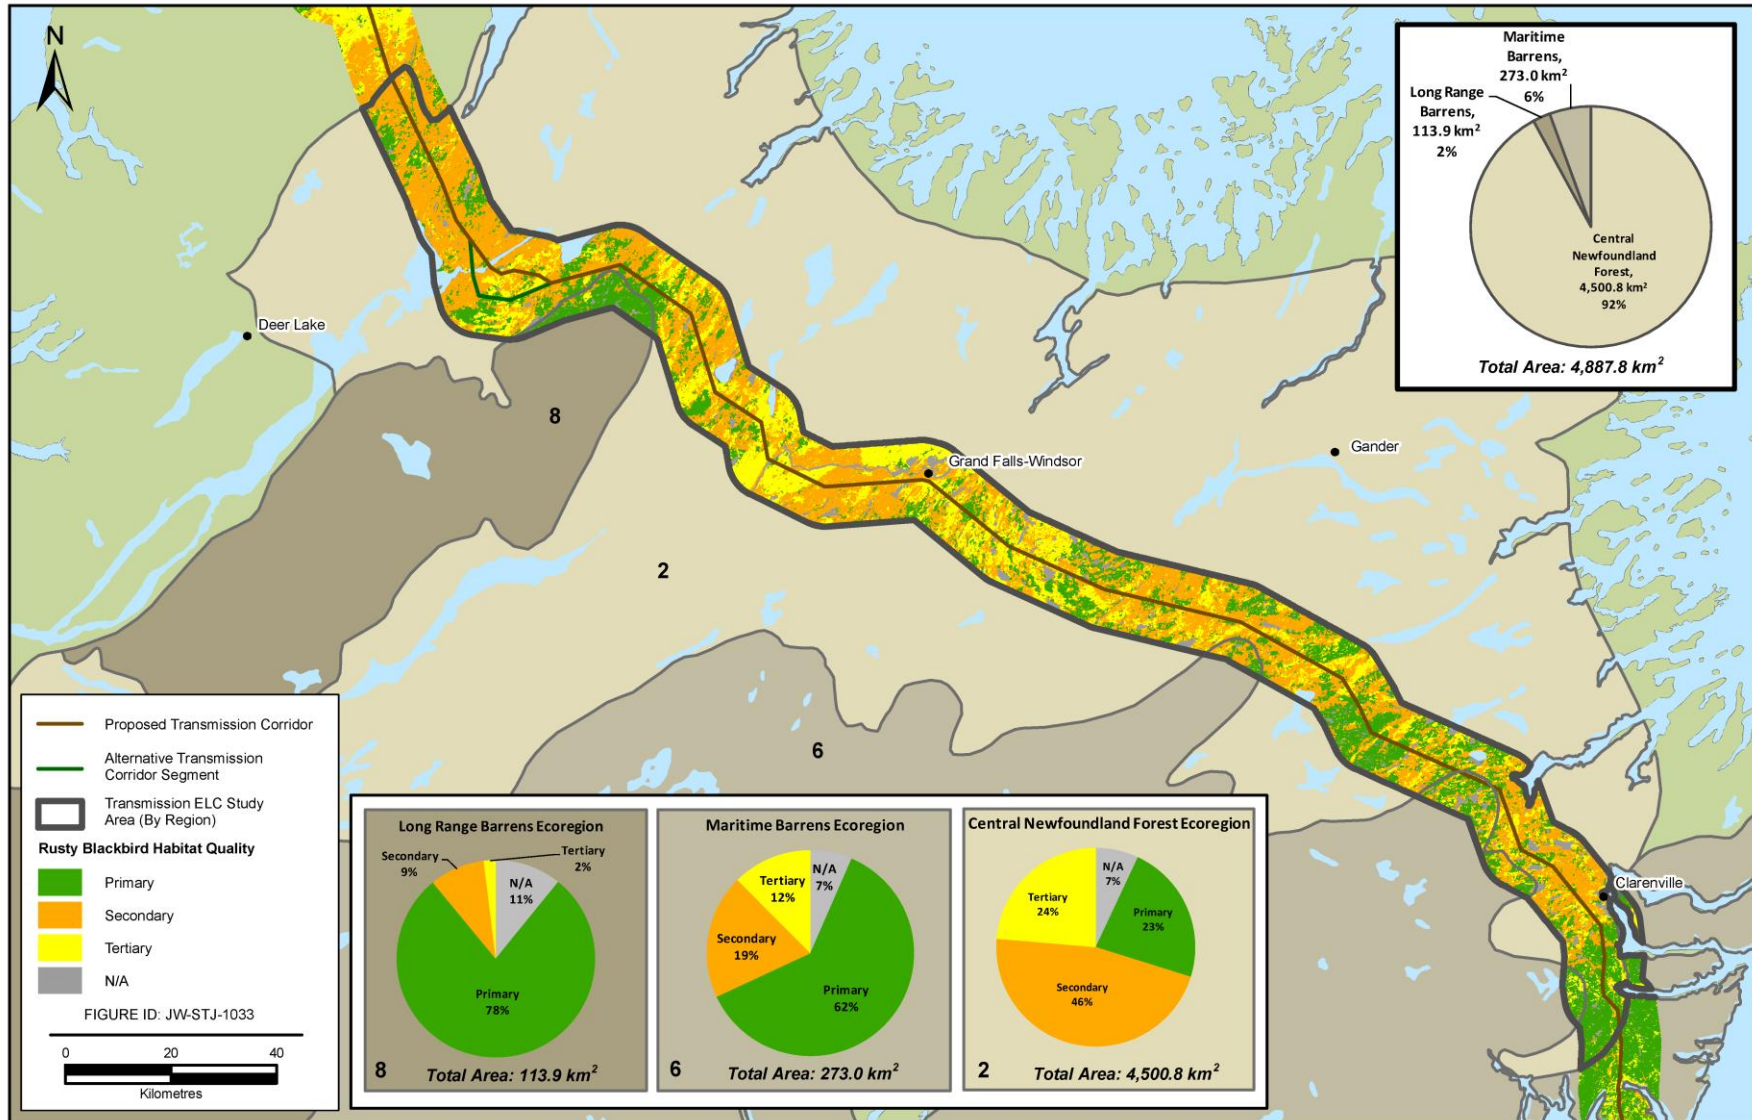 N
Deer Lake
8
Grand Falls-Windsor
Gander
2
6
Clarenville
Maritime
Barrens,
273.0 km²
6%
Long Range
Barrens,
113.9 km²
2%
Central
Newfoundland
Forest,
4,500.8 km²
92%
Total Area: 4,887.8 km²
Proposed Transmission Corridor
Alternative Transmission
Corridor Segment
Transmission ELC Study
Area (By Region)
Rusty Blackbird Habitat Quality
Primary
Secondary
Tertiary
N/A
FIGURE ID: JW-STJ-1033
0 20 40
Kilometres
Long Range Barrens Ecoregion
Secondary
9%
Tertiary
2%
N/A
11%
Primary
78%
8 Total Area: 113.9 km²
Maritime Barrens Ecoregion
N/A
7%
Tertiary
12%
Secondary
19%
Primary
62%
6 Total Area: 273.0 km²
Central Newfoundland Forest Ecoregion
N/A
7%
Tertiary
24%
Primary
23%
Secondary
46%
2 Total Area: 4,500.8 km²